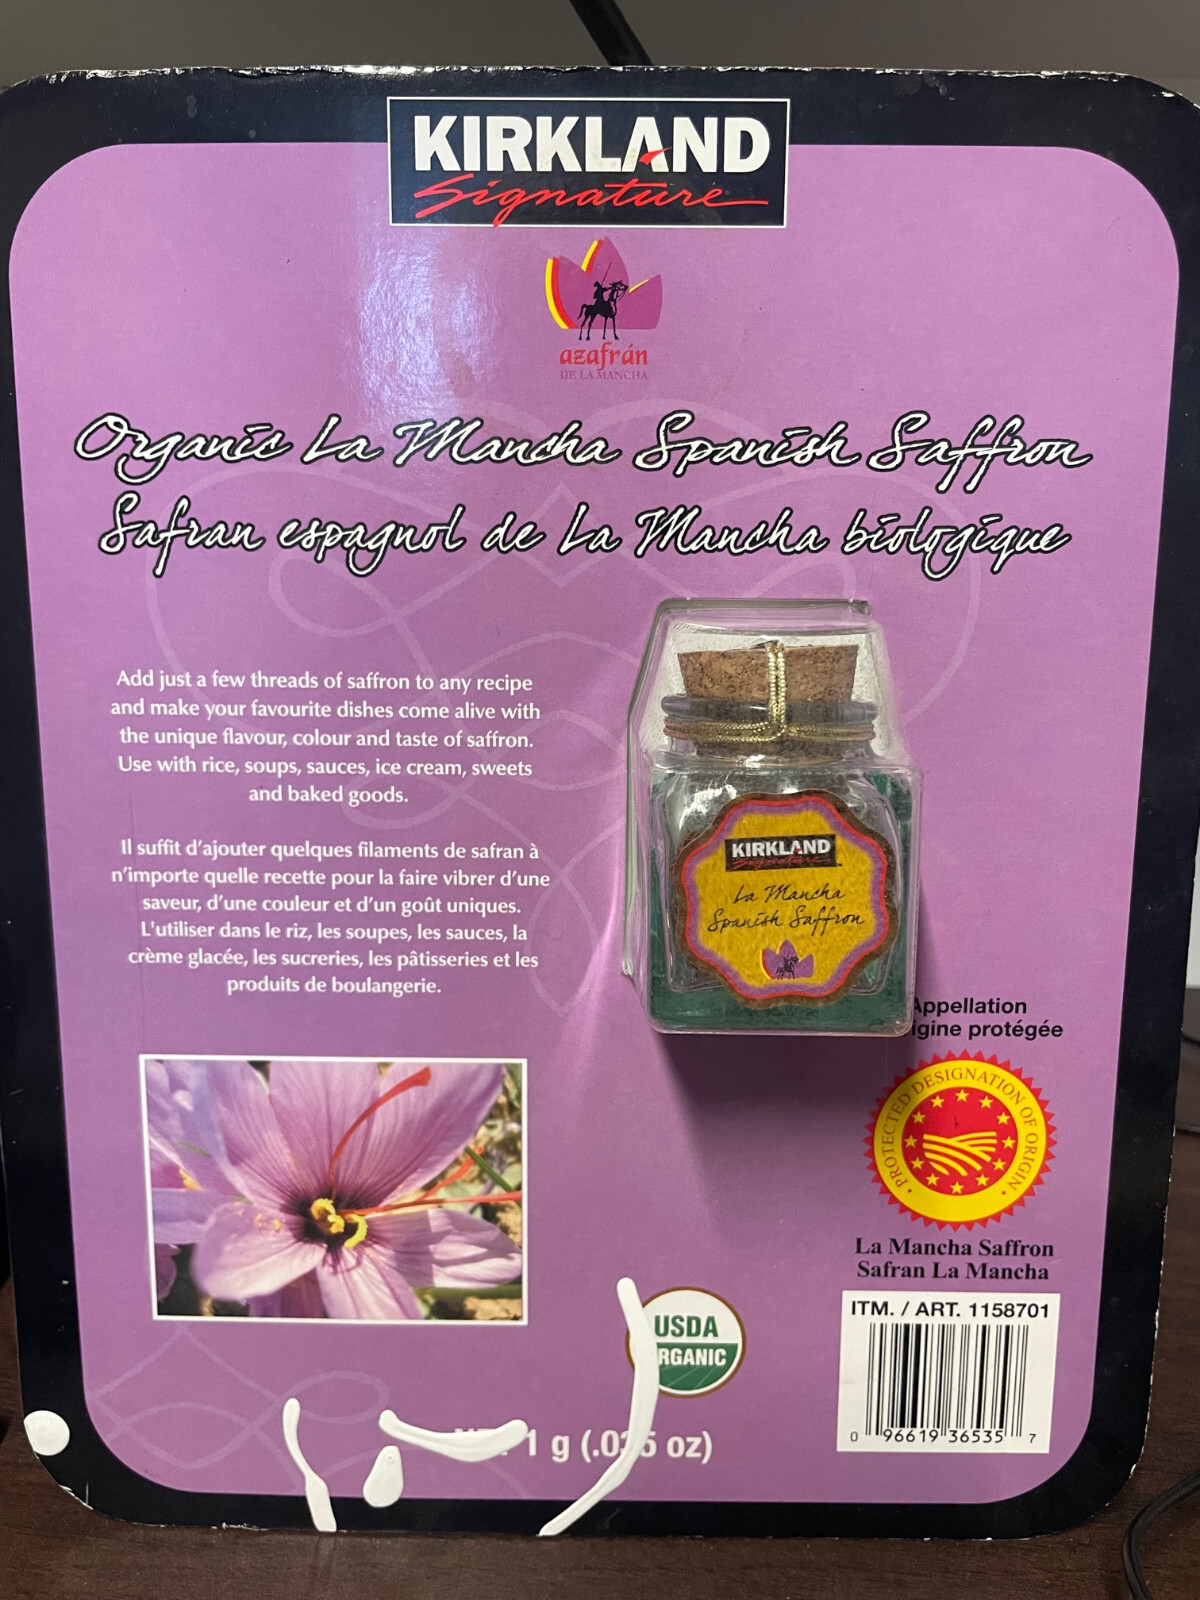 KIRKLAND
Signature
azafrán
DE LA MANCHA
Organic La Mancha Spanish Saffron
Safran espagnol de La Mancha biologique
Add just a few threads of saffron to any recipe
and make your favourite dishes come alive with
the unique flavour, colour and taste of saffron.
Use with rice, soups, sauces, ice cream, sweets
and baked goods.
Il suffit d'ajouter quelques filaments de safran à
n'importe quelle recette pour la faire vibrer d'une
saveur, d'une couleur et d'un goût uniques.
L'utiliser dans le riz, les soupes, les sauces, la
crème glacée, les sucreries, les pâtisseries et les
produits de boulangerie.
KIRKLAND
Signature
La Mancha
Spanish Saffron
Appellation
igine protégée
PROTECTED DESIGNATION OF ORIGIN
La Mancha Saffron
Safran La Mancha
ITM. / ART. 1158701
0 96619 36535 7
USDA
RGANIC
1 g (.035 oz)